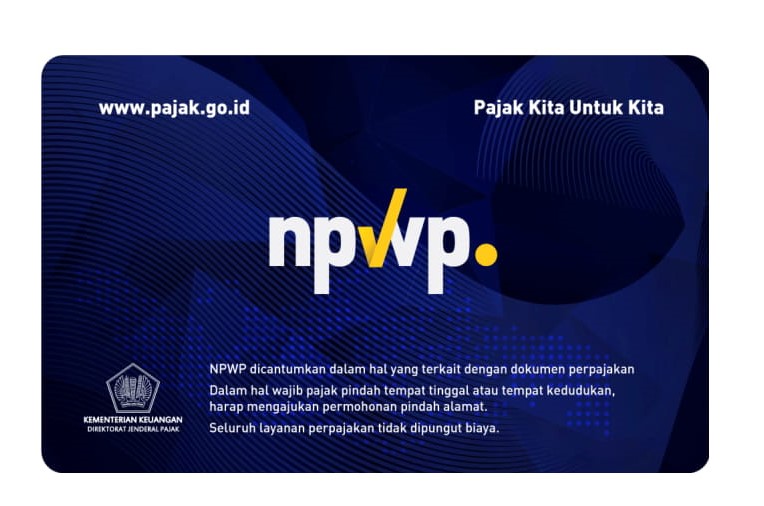 www.pajak.go.id
Pajak Kita Untuk Kita
npwp.
NPWP dicantumkan dalam hal yang terkait dengan dokumen perpajakan
Dalam hal wajib pajak pindah tempat tinggal atau tempat kedudukan,
harap mengajukan permohonan pindah alamat.
Seluruh layanan perpajakan tidak dipungut biaya.
KEMENTERIAN KEUANGAN
DIREKTORAT JENDERAL PAJAK